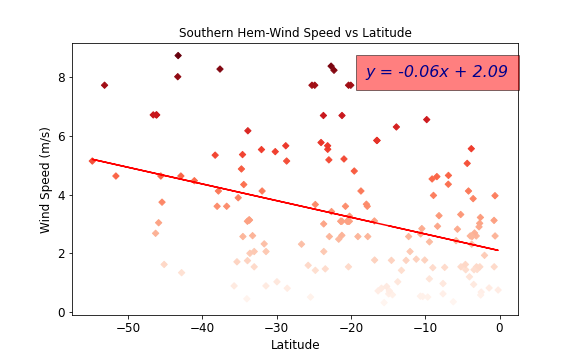 Southern Hem-Wind Speed vs Latitude
y = -0.06x + 2.09
Wind Speed (m/s)
8
6
4
2
0
−50
−40
−30
−20
−10
0
Latitude